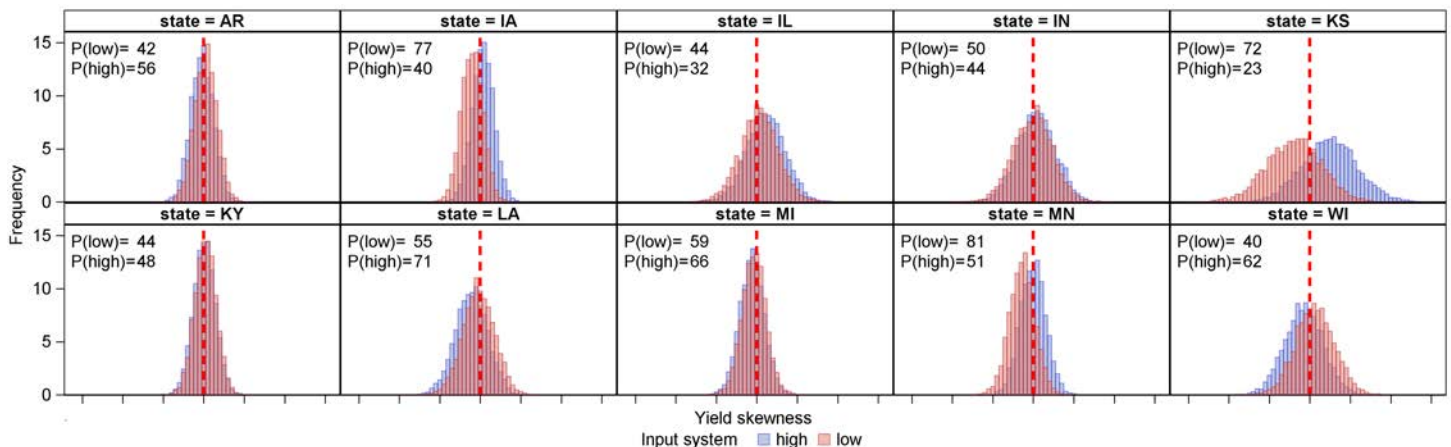 state = AR
state = IA
state = IL
state = IN
state = KS
15
10
5
0
P(low)= 42
P(high)=56
P(low)= 77
P(high)=40
P(low)= 44
P(high)=32
P(low)= 50
P(high)=44
P(low)= 72
P(high)=23
Frequency
state = KY
state = LA
state = MI
state = MN
state = WI
15
10
5
0
P(low)= 44
P(high)=48
P(low)= 55
P(high)=71
P(low)= 59
P(high)=66
P(low)= 81
P(high)=51
P(low)= 40
P(high)=62
Yield skewness
Input system high low